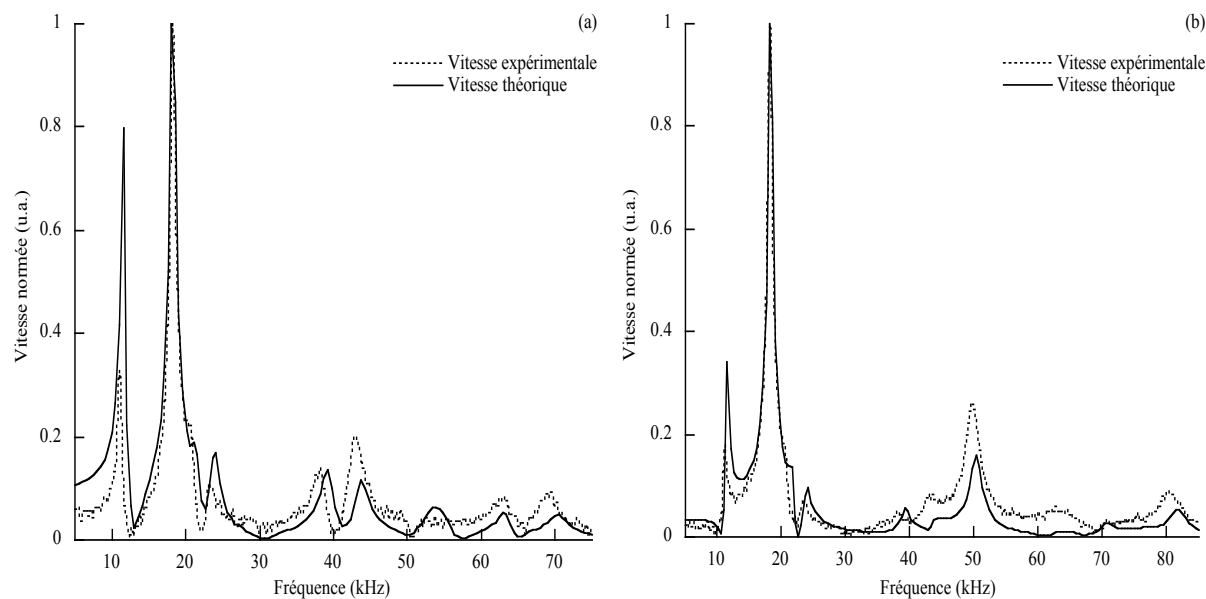 (a)
Vitesse expérimentale
Vitesse théorique
1
0.8
0.6
0.4
0.2
0
Vitesse normée (u.a.)
10 20 30 40 50 60 70
Fréquence (kHz)
(b)
Vitesse expérimentale
Vitesse théorique
1
0.8
0.6
0.4
0.2
0
Vitesse normée (u.a.)
10 20 30 40 50 60 70 80
Fréquence (kHz)